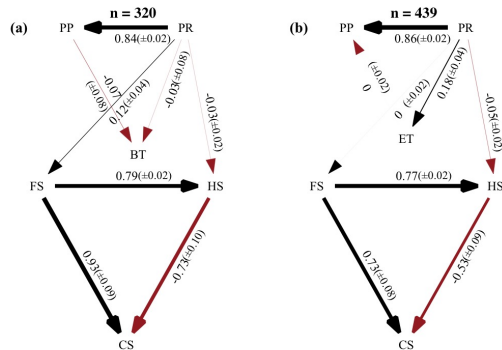 n = 320
(a)
PP
PR
0.84(±0.02)
-0.07
(±0.08)
0.12(±0.04)
-0.03(±0.08)
-0.03(±0.02)
BT
FS
0.79(±0.02)
HS
0.93(±0.09)
-0.73(±0.10)
CS
n = 439
(b)
PP
PR
0.86(±0.02)
(±0.02)
0
0 (±0.02)
0.18(±0.04)
-0.05(±0.02)
ET
FS
0.77(±0.02)
HS
0.73(±0.08)
-0.53(±0.09)
CS